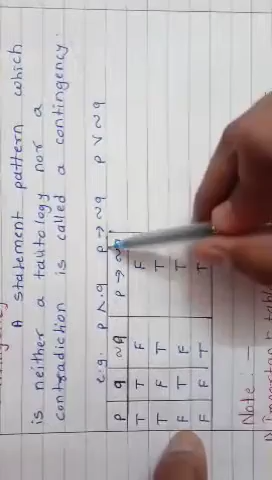 A statement pattern which
is neither a tautology nor a
contradiction is called a contingency.
e.g. p ∧ q p → ~q p ∨ ~q
p q ~q p → ~q
T T F F
T F T T
F T F T
F F T T
Note : —